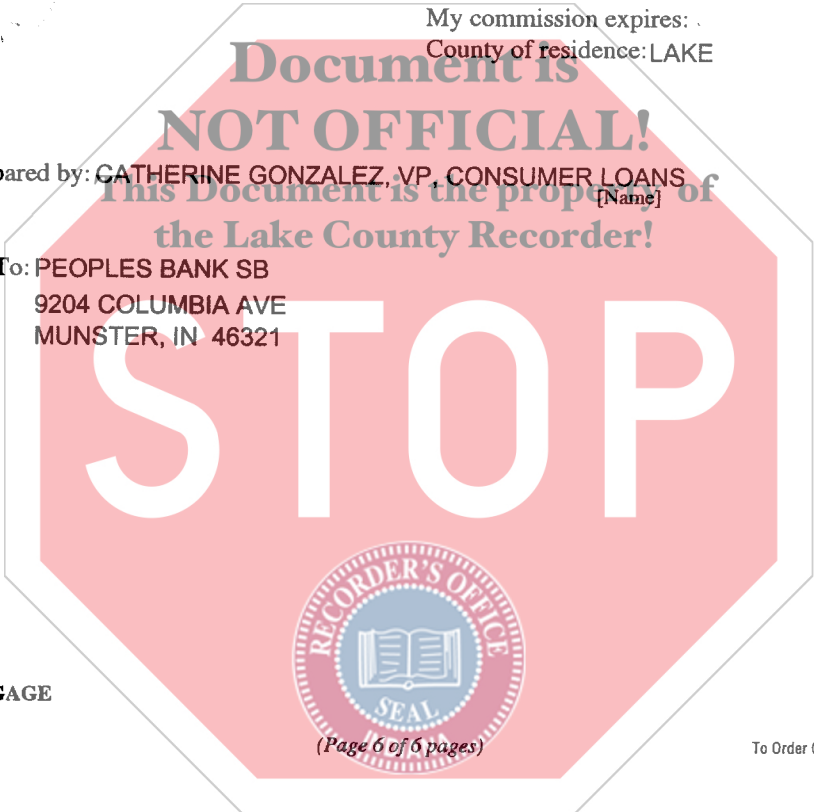 My commission expires:
County of residence: LAKE
Document is
NOT OFFICIAL!
pared by: CATHERINE GONZALEZ, VP, CONSUMER LOANS
[Name]
This Document is the property of
the Lake County Recorder!
To: PEOPLES BANK SB
9204 COLUMBIA AVE
MUNSTER, IN 46321
STOP
RECORDER'S OFFICE
SEAL
INDIANA
GAGE
(Page 6 of 6 pages)
To Order